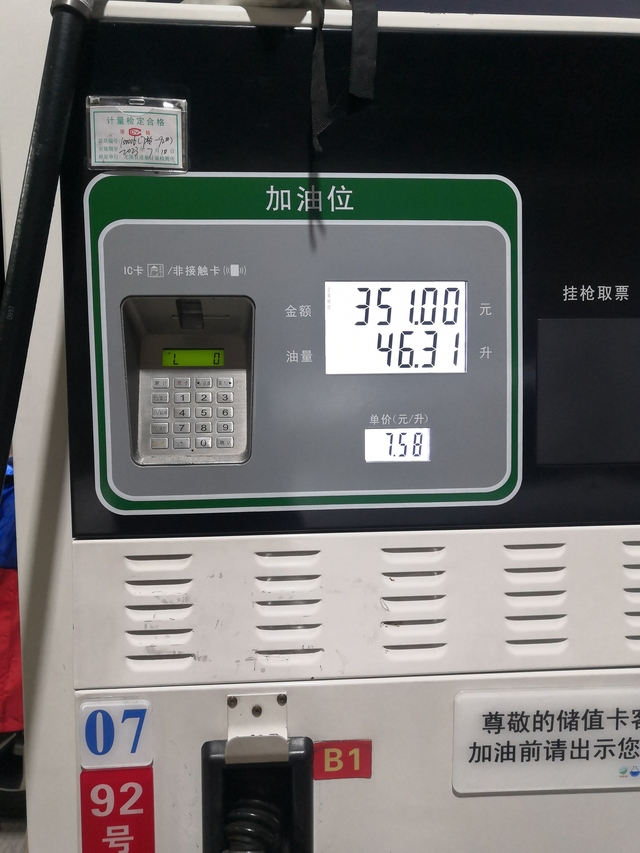 计量检定合格
加油位
IC卡 /非接触卡
挂枪取票
金额 351.00 元
油量 46.31 升
单价(元/升)
7.58
L 0
1 2 3
4 5 6
7 8 9
0
07
B1
92
号
尊敬的储值卡客
加油前请出示您